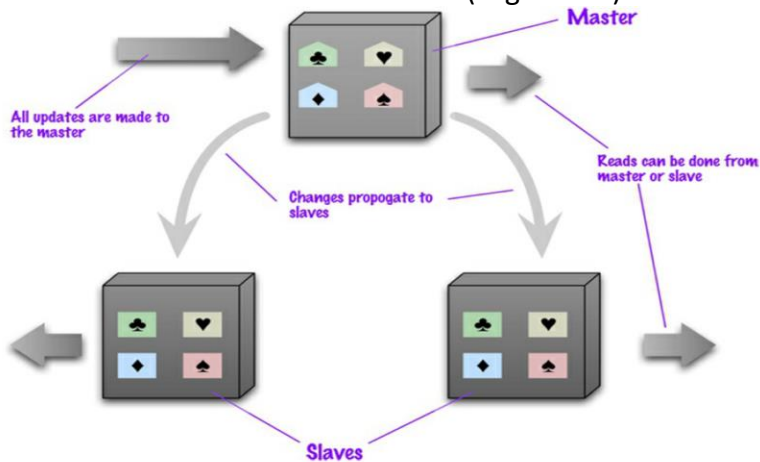 Master
All updates are made to
the master
Reads can be done from
master or slave
Changes propogate to
slaves
Slaves